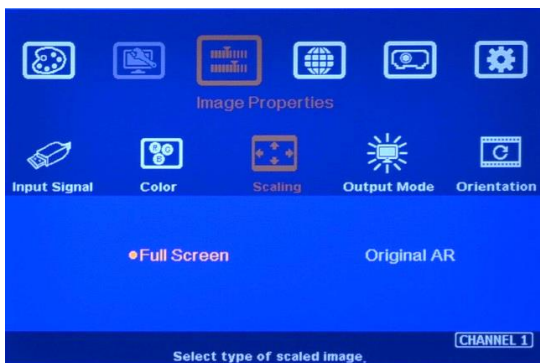 Image Properties
Input Signal
Color
R G
B
Scaling
Output Mode
Orientation
Full Screen
Original AR
CHANNEL 1
Select type of scaled image.